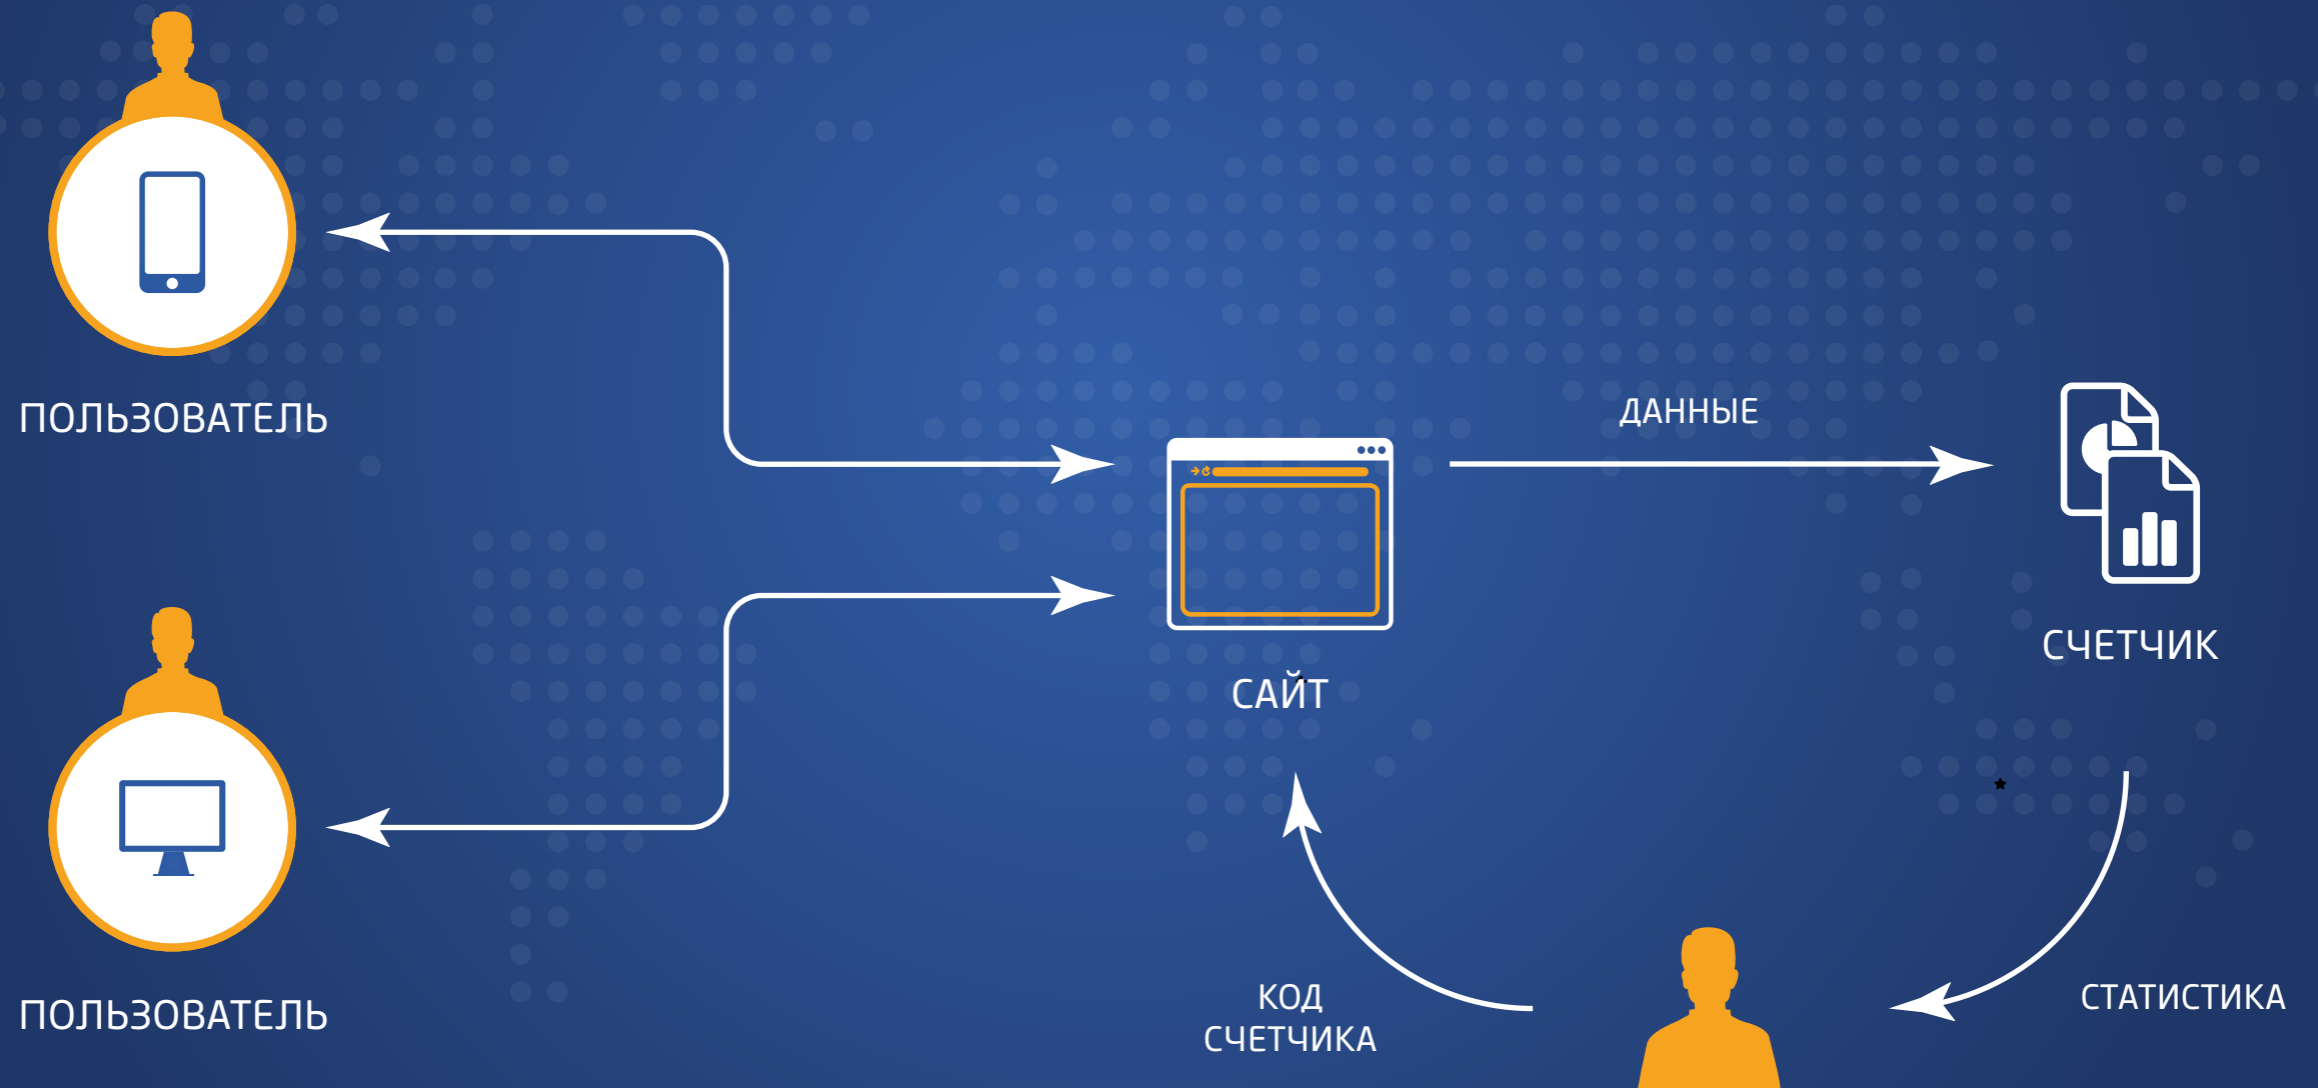 ПОЛЬЗОВАТЕЛЬ
ДАННЫЕ
СЧЕТЧИК
САЙТ
ПОЛЬЗОВАТЕЛЬ
КОД
СЧЕТЧИКА
СТАТИСТИКА